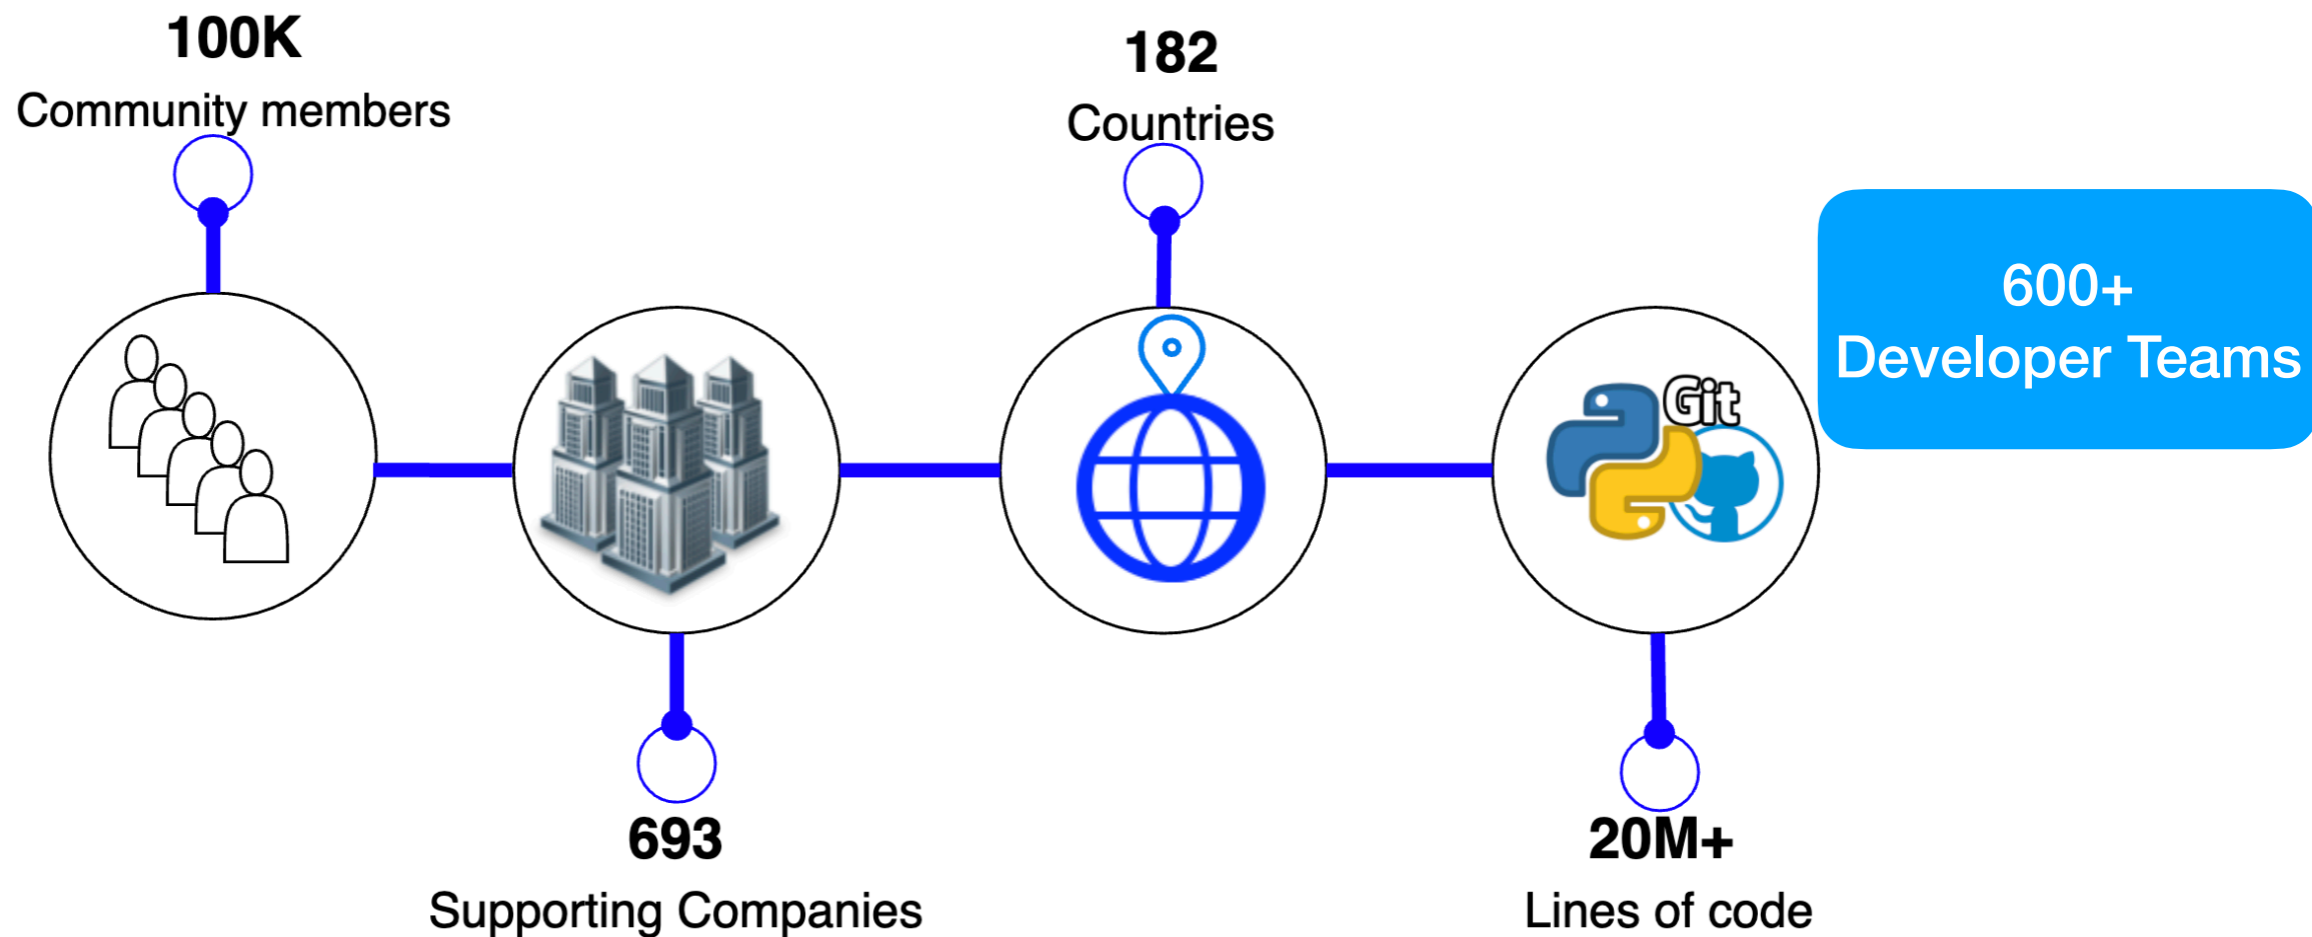 100K
Community members
693
Supporting Companies
182
Countries
Git
20M+
Lines of code
600+
Developer Teams